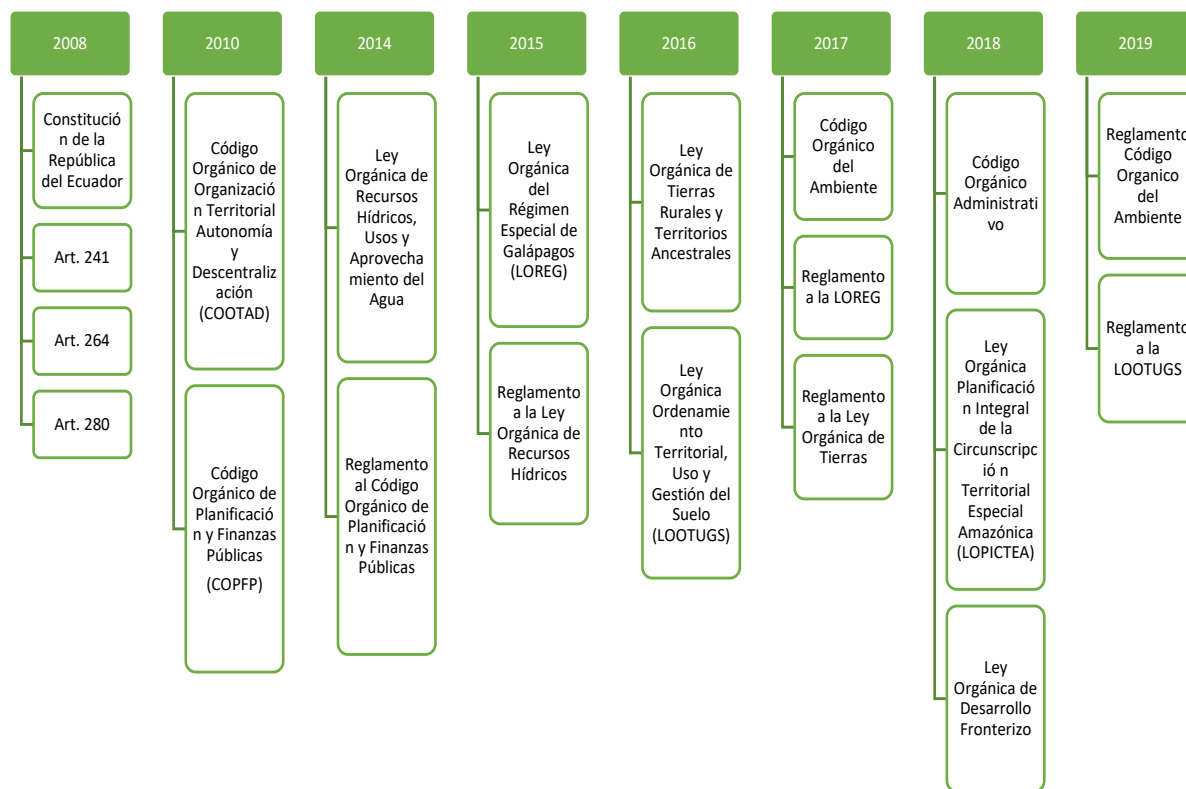 2008
Constitució
n de la
República
del Ecuador
Art. 241
Art. 264
Art. 280
2010
Código
Orgánico de
Organizació
n Territorial
Autonomía
y
Descentraliz
ación
(COOTAD)
Código
Orgánico de
Planificació
n y Finanzas
Públicas
(COPFP)
2014
Ley
Orgánica de
Recursos
Hídricos,
Usos y
Aprovecha
miento del
Agua
Reglamento
al Código
Orgánico de
Planificació
n y Finanzas
Públicas
2015
Ley
Orgánica
del
Régimen
Especial de
Galápagos
(LOREG)
Reglamento
a la Ley
Orgánica de
Recursos
Hídricos
2016
Ley
Orgánica de
Tierras
Rurales y
Territorios
Ancestrales
Ley
Orgánica
Ordenamie
nto
Territorial,
Uso y
Gestión del
Suelo
(LOOTUGS)
2017
Código
Orgánico
del
Ambiente
Reglamento
a la LOREG
Reglamento
a la Ley
Orgánica de
Tierras
2018
Código
Orgánico
Administrati
vo
Ley
Orgánica
Planificació
n Integral
de la
Circunscripc
ió n
Territorial
Especial
Amazónica
(LOPICTEA)
Ley
Orgánica de
Desarrollo
Fronterizo
2019
Reglamento
Código
Organico
del
Ambiente
Reglamento
a la
LOOTUGS